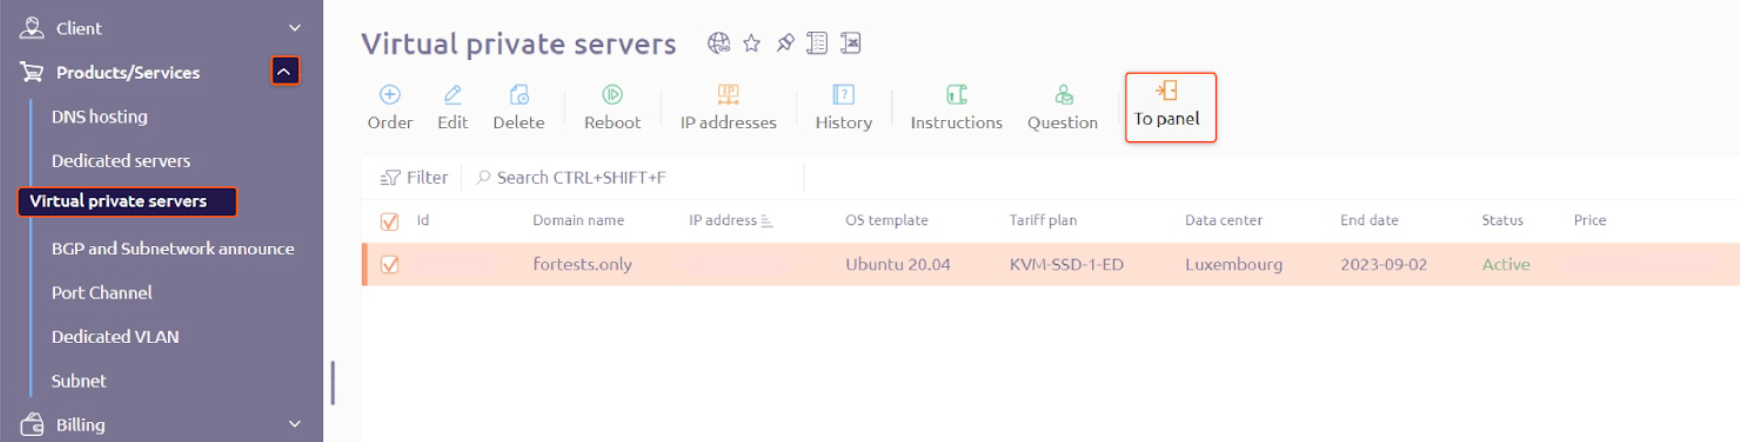 Client
Products/Services
DNS hosting
Dedicated servers
Virtual private servers
BGP and Subnetwork announce
Port Channel
Dedicated VLAN
Subnet
Billing
Virtual private servers
Order Edit Delete Reboot IP addresses History Instructions Question To panel
Filter Search CTRL+SHIFT+F
Id Domain name IP address OS template Tariff plan Data center End date Status Price
fortests.only Ubuntu 20.04 KVM-SSD-1-ED Luxembourg 2023-09-02 Active